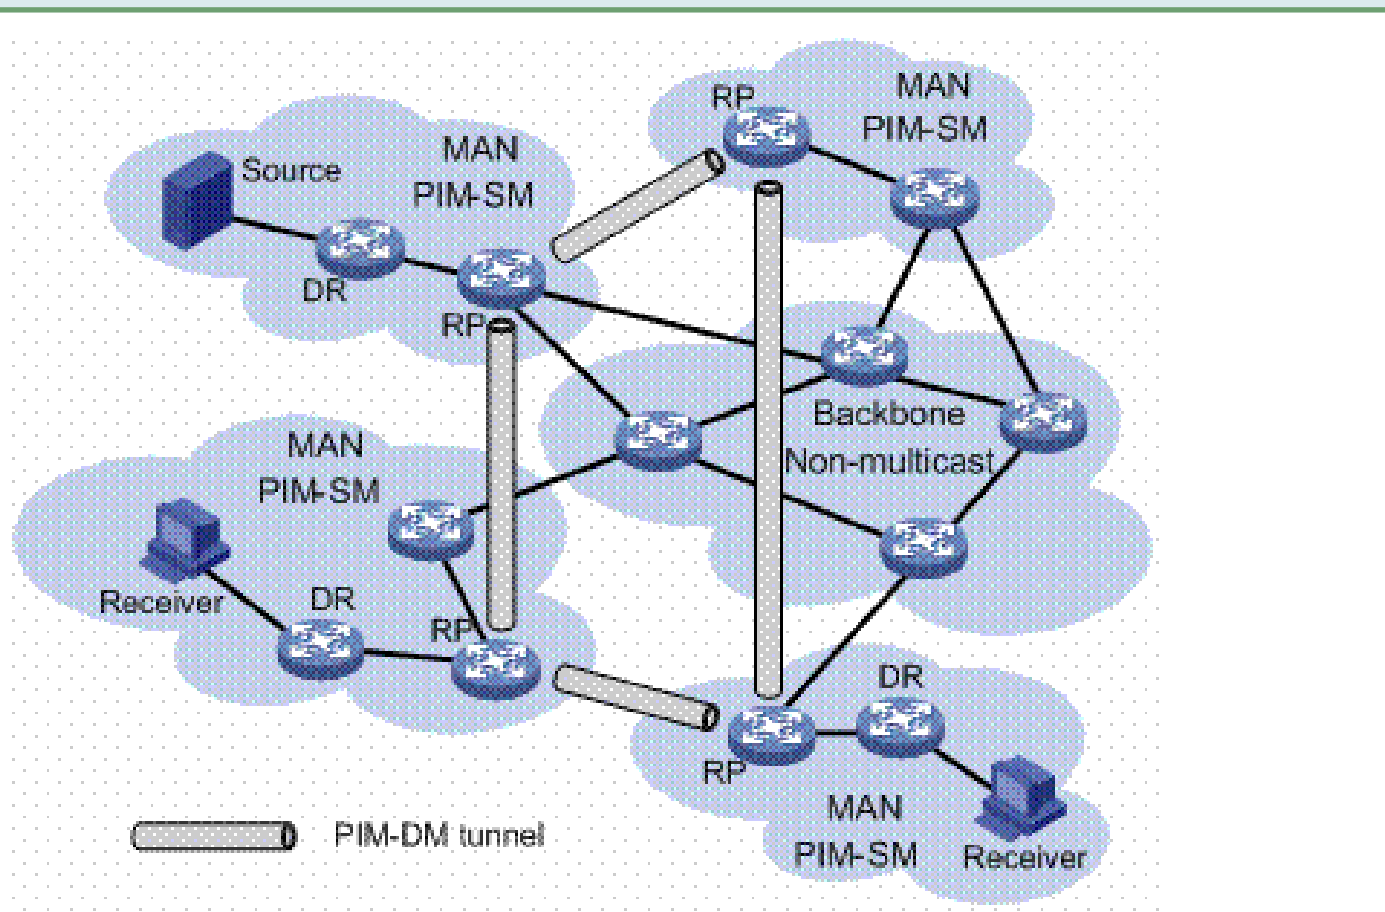 RP
MAN
PIM-SM
MAN
PIM-SM
Source
DR
RP
Backbone
Non-multicast
MAN
PIM-SM
Receiver
DR
RP
DR
RP
MAN
PIM-SM
Receiver
PIM-DM tunnel